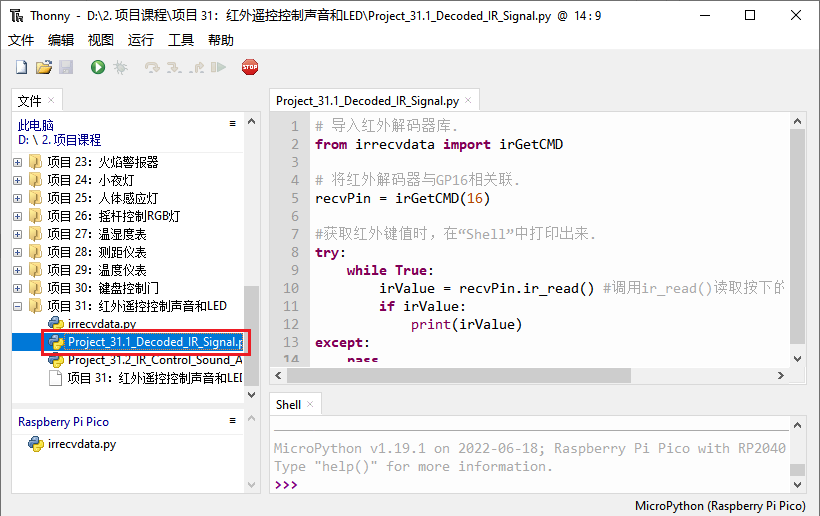 Thonny - D:\2. 项目课程\项目 31：红外遥控控制声音和LED\Project_31.1_Decoded_IR_Signal.py @ 14 : 9
文件 编辑 视图 运行 工具 帮助
STOP
文件 ×
此电脑
D: \ 2. 项目课程
项目 23：火焰警报器
项目 24：小夜灯
项目 25：人体感应灯
项目 26：摇杆控制RGB灯
项目 27：温湿度表
项目 28：测距仪表
项目 29：温度仪表
项目 30：键盘控制门
项目 31：红外遥控控制声音和LED
irrecvdata.py
Project_31.1_Decoded_IR_Signal.p
Project_31.2_IR_Control_Sound_A
项目 31：红外遥控控制声音和LED
Raspberry Pi Pico
irrecvdata.py
Project_31.1_Decoded_IR_Signal.py ×
1 # 导入红外解码器库.
2 from irrecvdata import irGetCMD
3
4 # 将红外解码器与GP16相关联.
5 recvPin = irGetCMD(16)
6
7 #获取红外键值时，在“Shell”中打印出来.
8 try:
9 while True:
10 irValue = recvPin.ir_read() #调用ir_read()读取按下的
11 if irValue:
12 print(irValue)
13 except:
14 pass
Shell ×
MicroPython v1.19.1 on 2022-06-18; Raspberry Pi Pico with RP2040
Type "help()" for more information.
>>>
MicroPython (Raspberry Pi Pico)